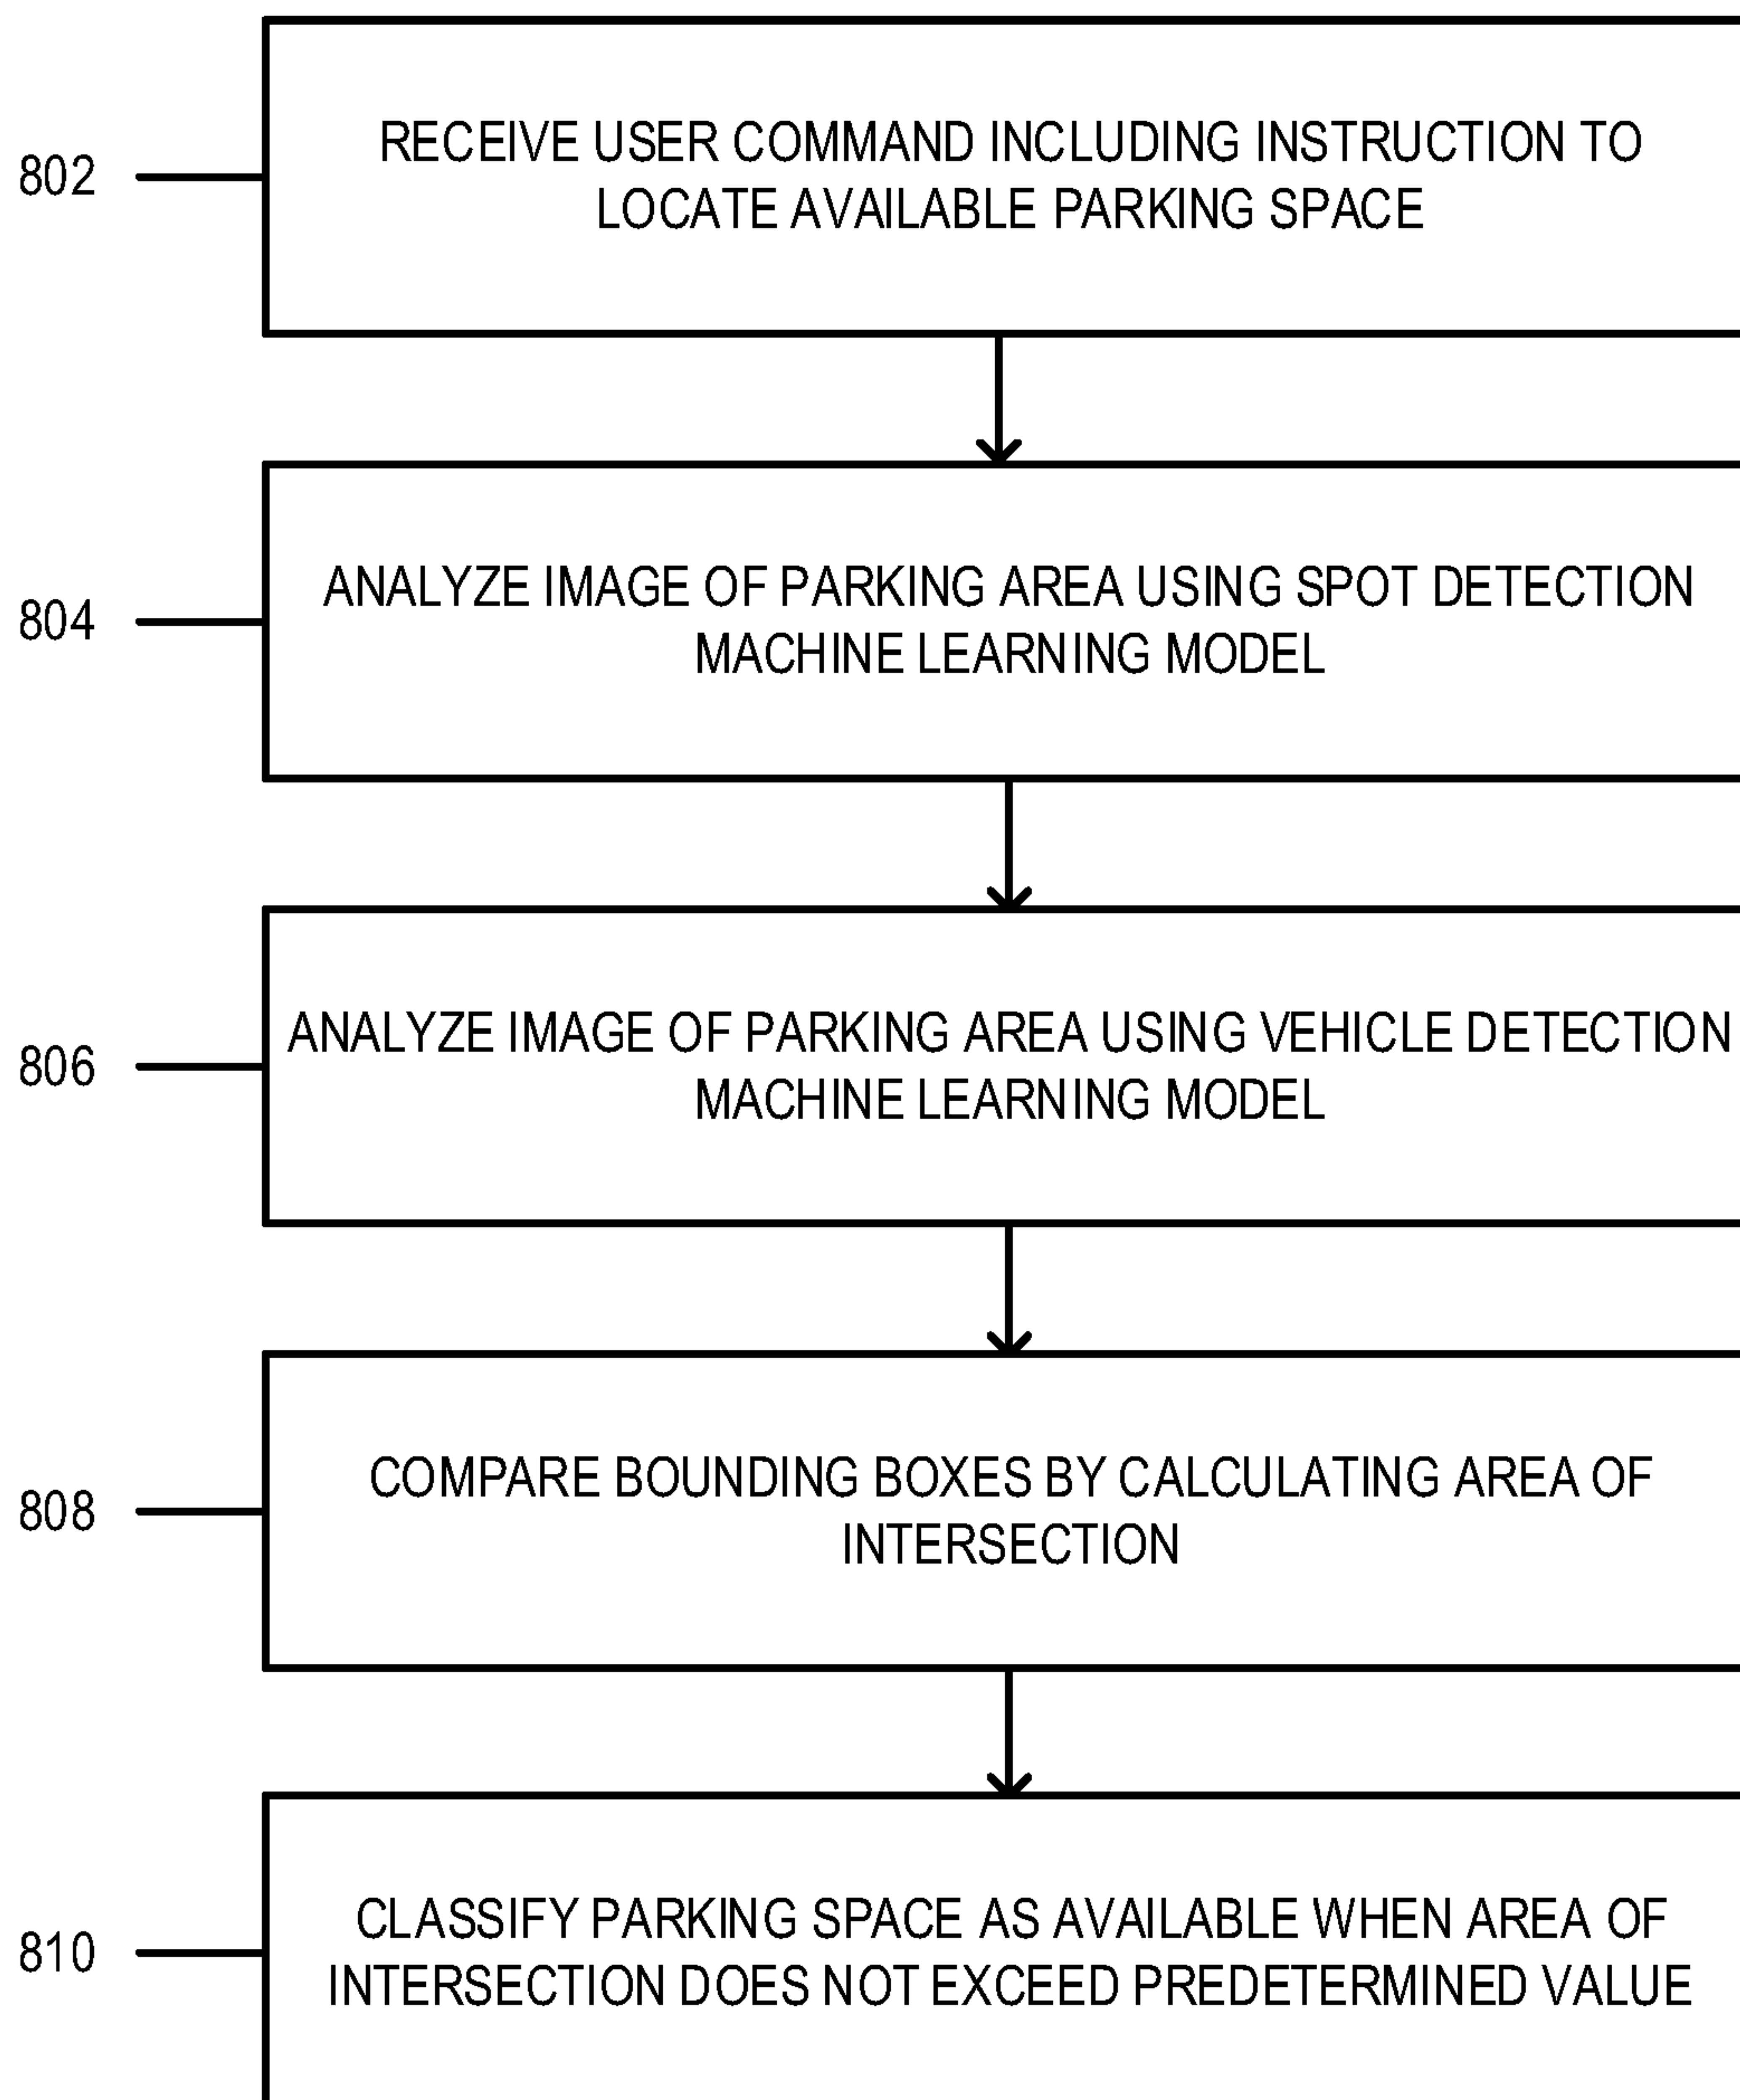 802
RECEIVE USER COMMAND INCLUDING INSTRUCTION TO
LOCATE AVAILABLE PARKING SPACE
804
ANALYZE IMAGE OF PARKING AREA USING SPOT DETECTION
MACHINE LEARNING MODEL
806
ANALYZE IMAGE OF PARKING AREA USING VEHICLE DETECTION
MACHINE LEARNING MODEL
808
COMPARE BOUNDING BOXES BY CALCULATING AREA OF
INTERSECTION
810
CLASSIFY PARKING SPACE AS AVAILABLE WHEN AREA OF
INTERSECTION DOES NOT EXCEED PREDETERMINED VALUE